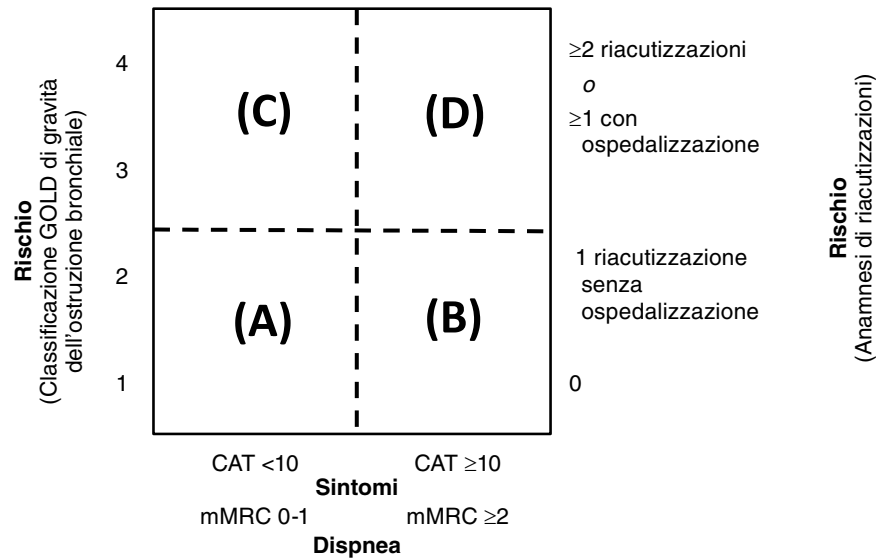 Rischio
(Classificazione GOLD di gravità
dell'ostruzione bronchiale)
4
3
2
1
(C)
(D)
(A)
(B)
≥2 riacutizzazioni
o
≥1 con
ospedalizzazione
1 riacutizzazione
senza
ospedalizzazione
0
Rischio
(Anamnesi di riacutizzazioni)
CAT <10
CAT ≥10
Sintomi
mMRC 0-1
mMRC ≥2
Dispnea